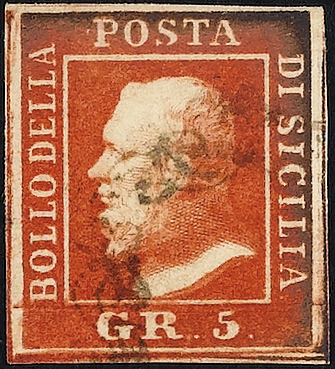 BOLLO DELLA
POSTA
DI SICILIA
GR. 5.